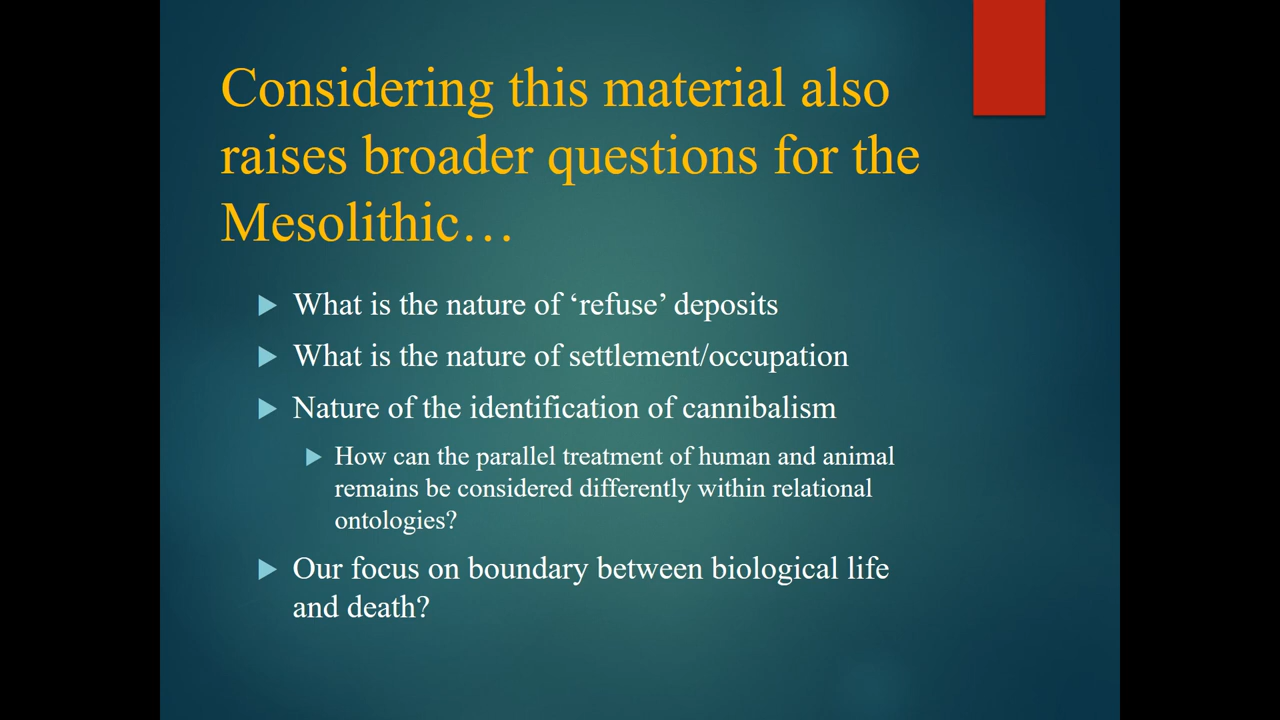 Considering this material also
raises broader questions for the
Mesolithic…
What is the nature of ‘refuse’ deposits
What is the nature of settlement/occupation
Nature of the identification of cannibalism
How can the parallel treatment of human and animal
remains be considered differently within relational
ontologies?
Our focus on boundary between biological life
and death?